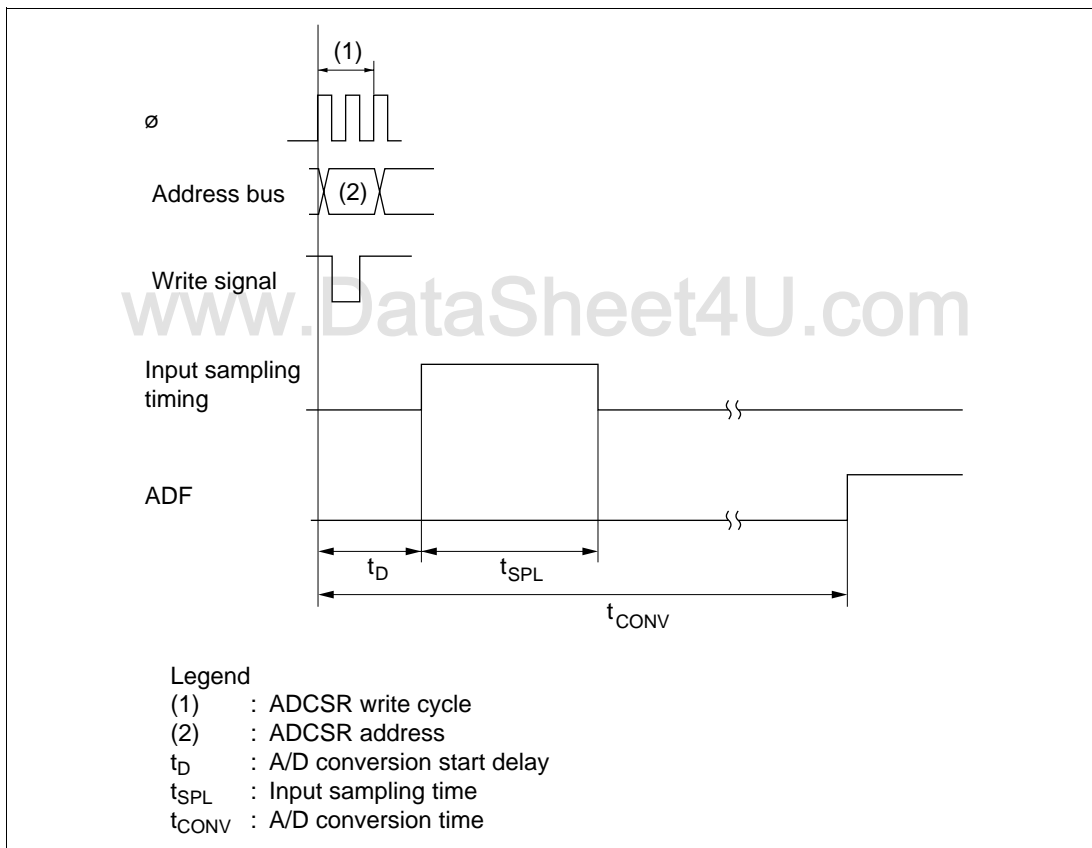 (1)
ø
Address bus
(2)
Write signal
www.DataSheet4U.com
Input sampling
timing
ADF
tD
tSPL
tCONV
Legend
(1) : ADCSR write cycle
(2) : ADCSR address
tD : A/D conversion start delay
tSPL : Input sampling time
tCONV : A/D conversion time